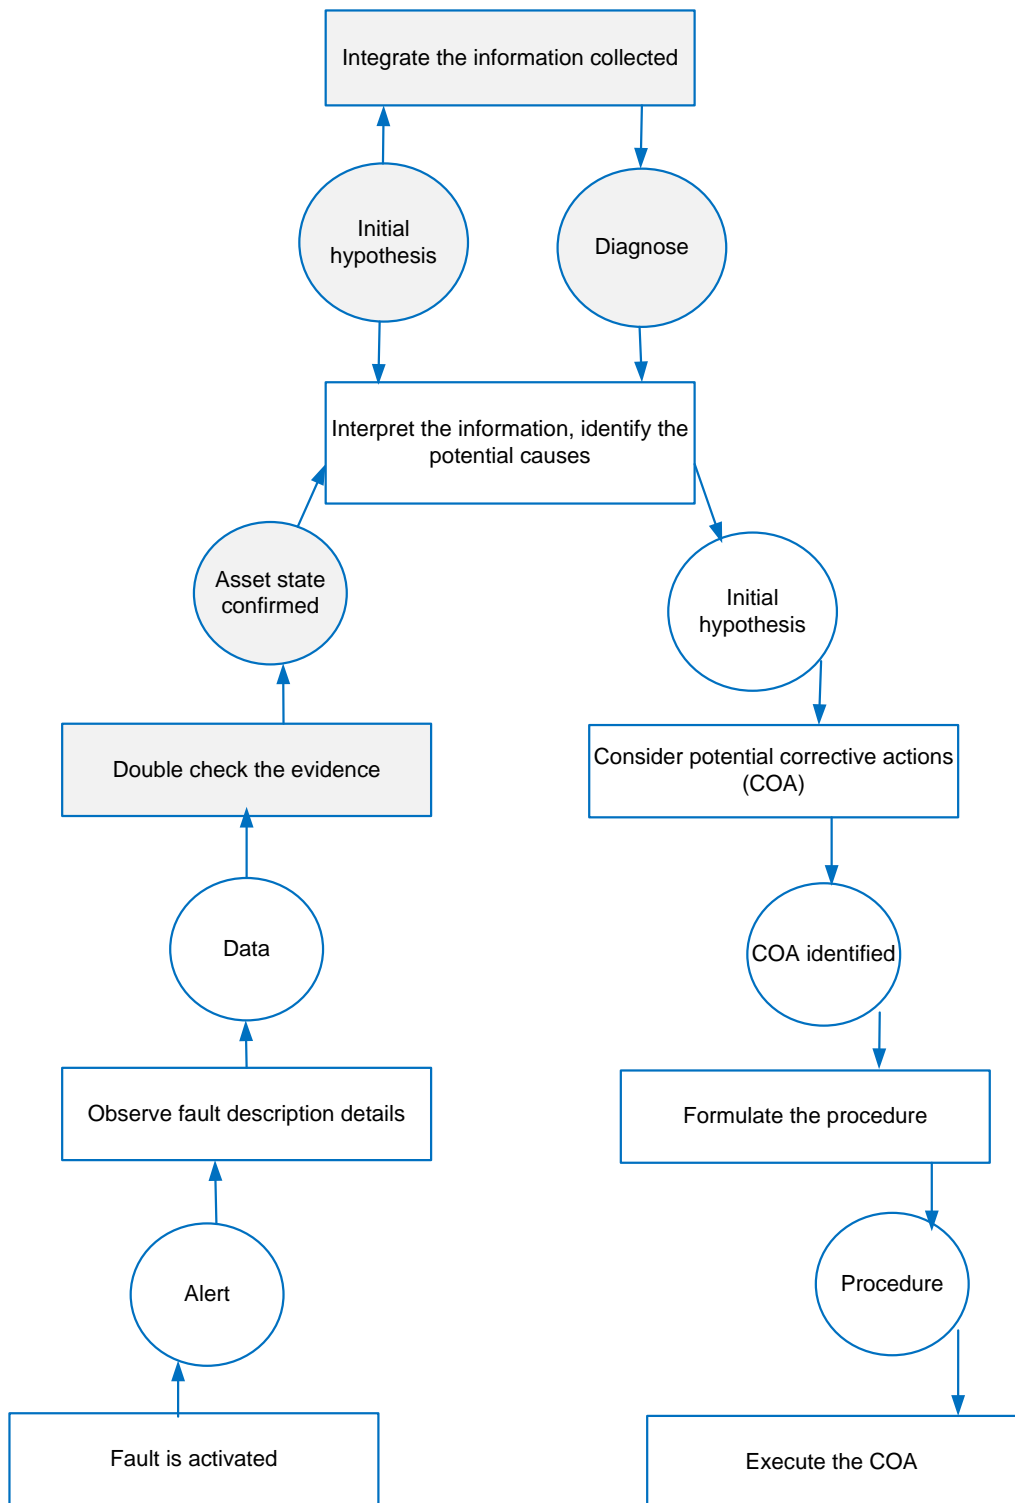 Integrate the information collected
Initial
hypothesis
Diagnose
Interpret the information, identify the
potential causes
Asset state
confirmed
Initial
hypothesis
Double check the evidence
Consider potential corrective actions
(COA)
Data
COA identified
Observe fault description details
Formulate the procedure
Alert
Procedure
Fault is activated
Execute the COA